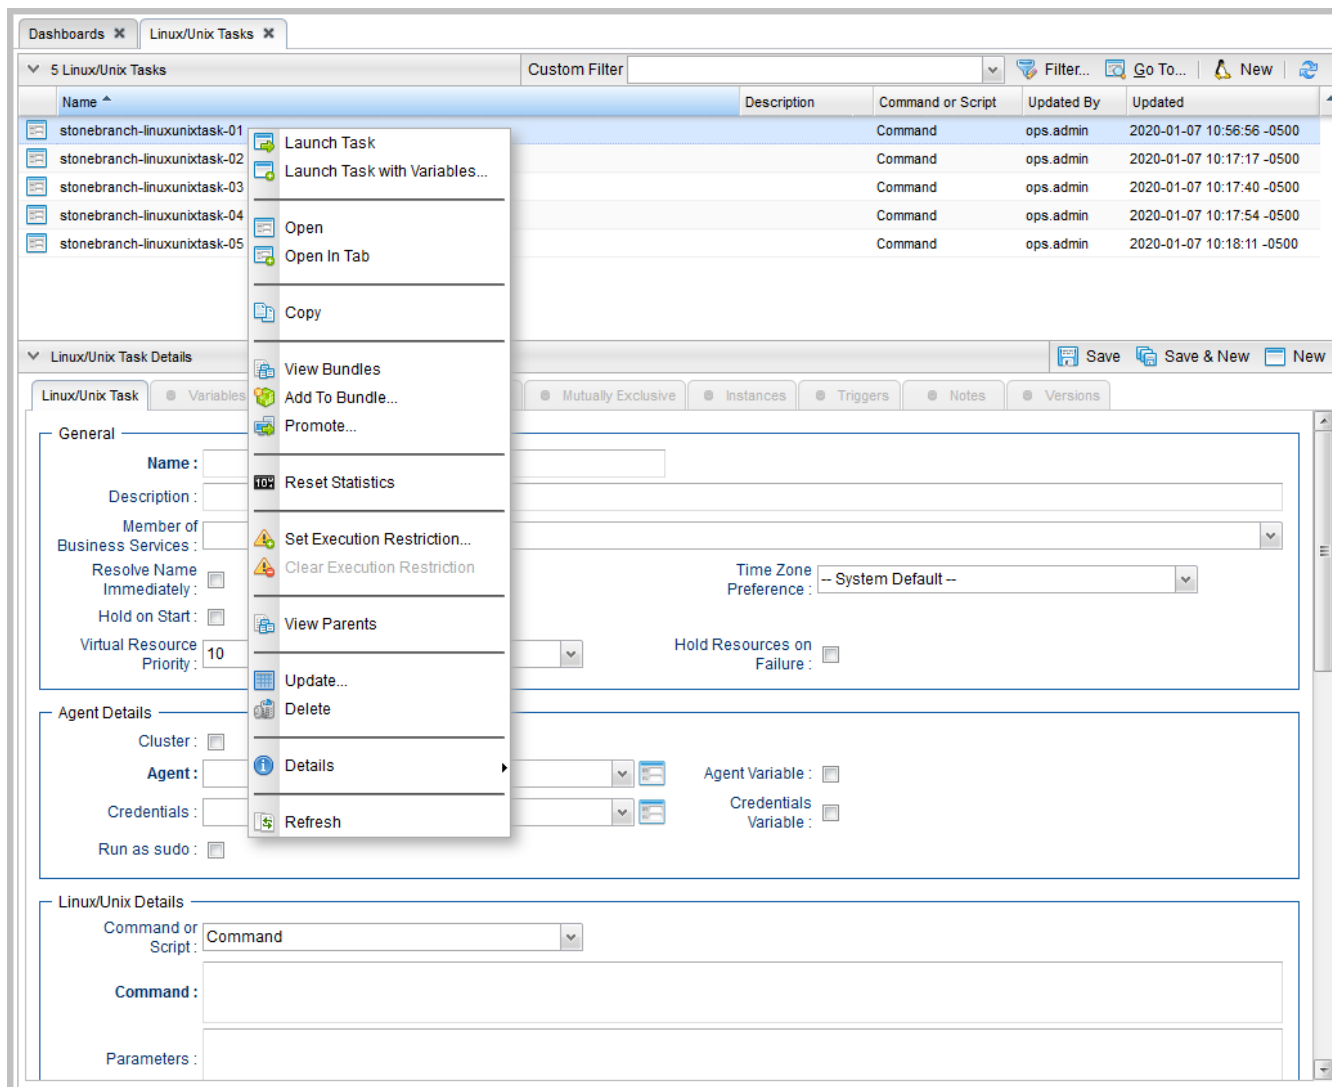 Dashboards
Linux/Unix Tasks
5 Linux/Unix Tasks
Custom Filter
Filter... Go To... New
Name Description Command or Script Updated By Updated
stonebranch-linuxunixtask-01 Command ops.admin 2020-01-07 10:56:56 -0500
stonebranch-linuxunixtask-02 Command ops.admin 2020-01-07 10:17:17 -0500
stonebranch-linuxunixtask-03 Command ops.admin 2020-01-07 10:17:40 -0500
stonebranch-linuxunixtask-04 Command ops.admin 2020-01-07 10:17:54 -0500
stonebranch-linuxunixtask-05 Command ops.admin 2020-01-07 10:18:11 -0500
Launch Task
Launch Task with Variables...
Open
Open In Tab
Copy
View Bundles
Add To Bundle...
Promote...
Reset Statistics
Set Execution Restriction...
Clear Execution Restriction
View Parents
Update...
Delete
Details
Refresh
Linux/Unix Task Details
Save Save & New New
Linux/Unix Task Variables Mutually Exclusive Instances Triggers Notes Versions
General
Name :
Description :
Member of
Business Services :
Resolve Name
Immediately :
Time Zone
Preference :
-- System Default --
Hold on Start :
Virtual Resource
Priority :
10
Hold Resources on
Failure :
Agent Details
Cluster :
Agent :
Agent Variable :
Credentials :
Credentials
Variable :
Run as sudo :
Linux/Unix Details
Command or
Script :
Command
Command :
Parameters :